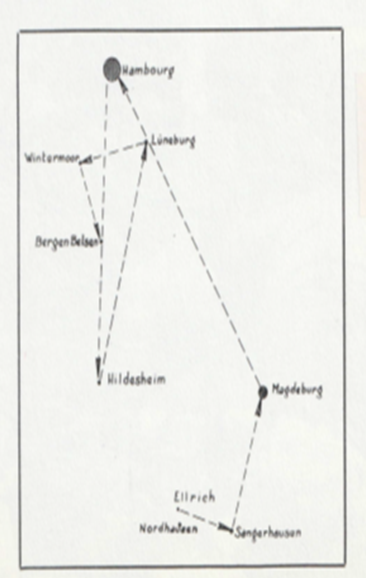 Hambourg
Lüneburg
Wintermoor
Bergen Belsen
Hildesheim
Magdeburg
Ellrich
Nordhausen
Sangerhausen